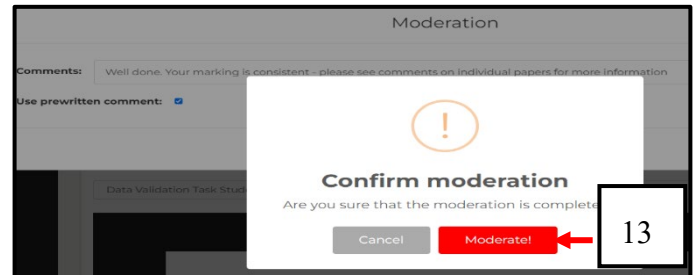 Moderation
Comments: Well done. Your marking is consistent - please see comments on individual papers for more information
Use prewritten comment:
!
Data Validation Task Stud
Confirm moderation
Are you sure that the moderation is complete
Cancel Moderate!
13